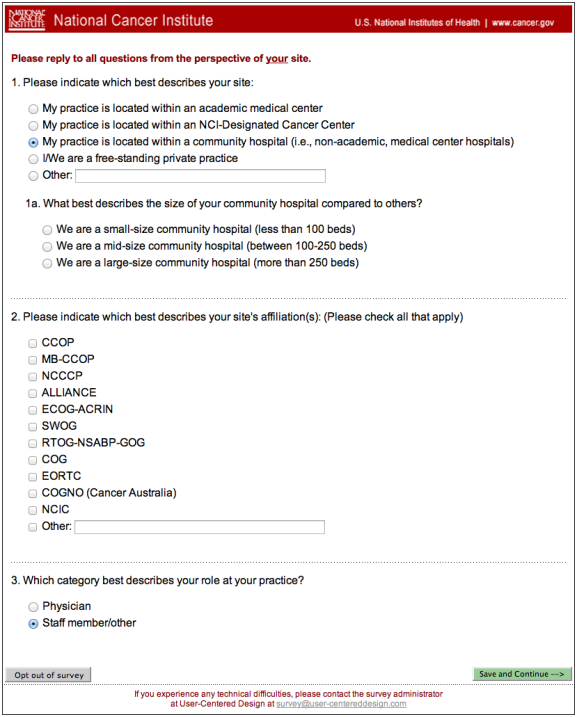 NATIONAL
CANCER
INSTITUTE
National Cancer Institute
U.S. National Institutes of Health | www.cancer.gov
Please reply to all questions from the perspective of your site.
1. Please indicate which best describes your site:
My practice is located within an academic medical center
My practice is located within an NCI-Designated Cancer Center
My practice is located within a community hospital (i.e., non-academic, medical center hospitals)
I/We are a free-standing private practice
Other:
1a. What best describes the size of your community hospital compared to others?
We are a small-size community hospital (less than 100 beds)
We are a mid-size community hospital (between 100-250 beds)
We are a large-size community hospital (more than 250 beds)
2. Please indicate which best describes your site's affiliation(s): (Please check all that apply)
CCOP
MB-CCOP
NCCCP
ALLIANCE
ECOG-ACRIN
SWOG
RTOG-NSABP-GOG
COG
EORTC
COGNO (Cancer Australia)
NCIC
Other:
3. Which category best describes your role at your practice?
Physician
Staff member/other
Opt out of survey
Save and Continue -->
If you experience any technical difficulties, please contact the survey administrator
at User-Centered Design at survey@user-centereddesign.com